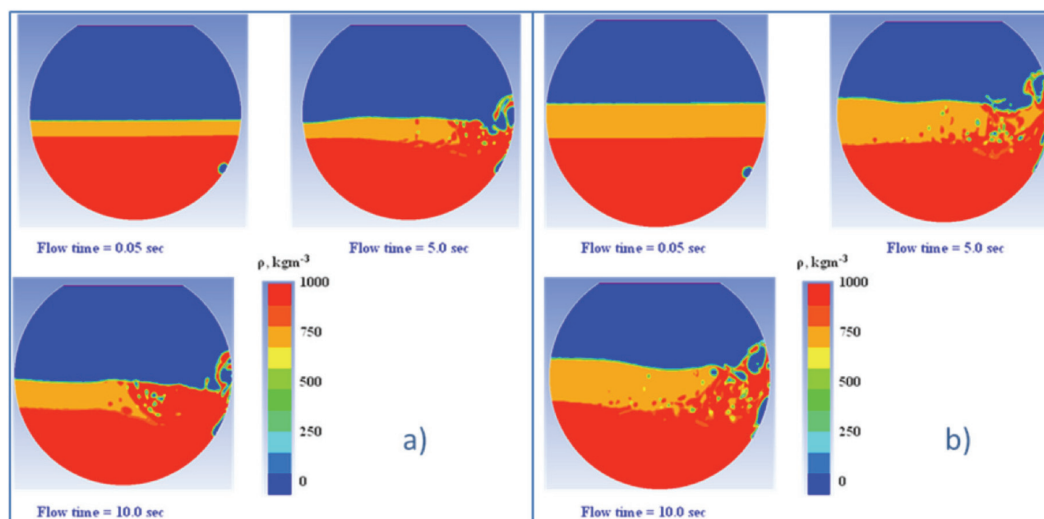 Flow time = 0.05 sec
Flow time = 5.0 sec
ρ, kgm⁻³
1000
750
500
250
0
a)
Flow time = 10.0 sec
Flow time = 0.05 sec
Flow time = 5.0 sec
ρ, kgm⁻³
1000
750
500
250
0
b)
Flow time = 10.0 sec